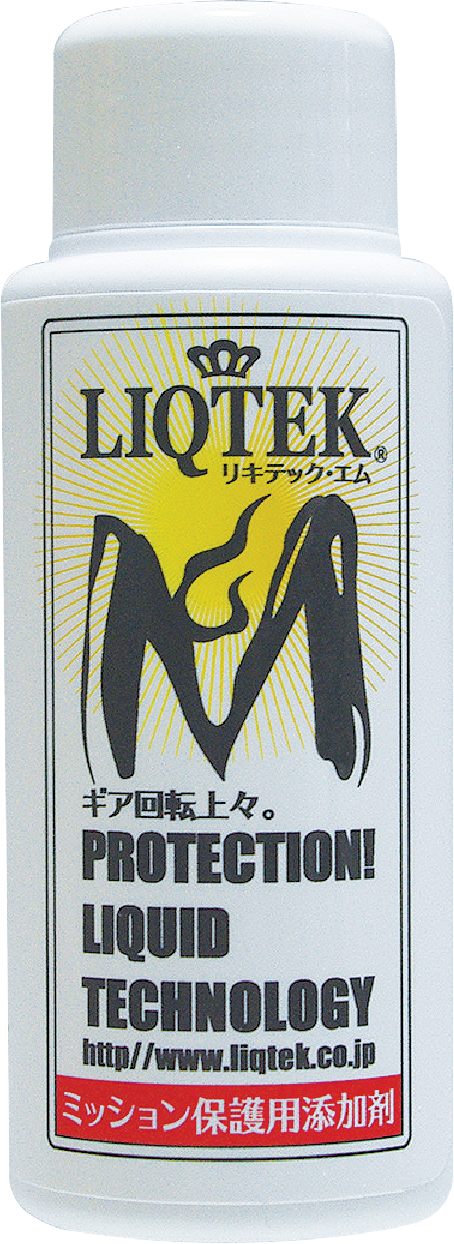 LIQTEK®
リキテック・エム
M
ギア回転上々。
PROTECTION!
LIQUID
TECHNOLOGY
http//www.liqtek.co.jp
ミッション保護用添加剤